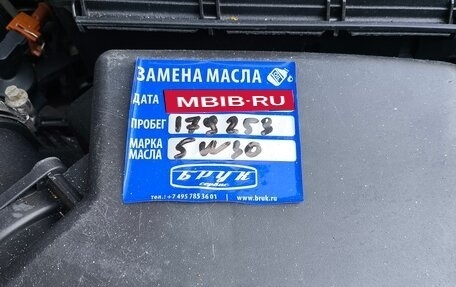 ЗАМЕНА МАСЛА
ДАТА MBIB-RU
ПРОБЕГ 179253
МАРКА МАСЛА 5W30
БРУК
сервис
тел.: +7 495 785 36 01 | www.bruk.ru